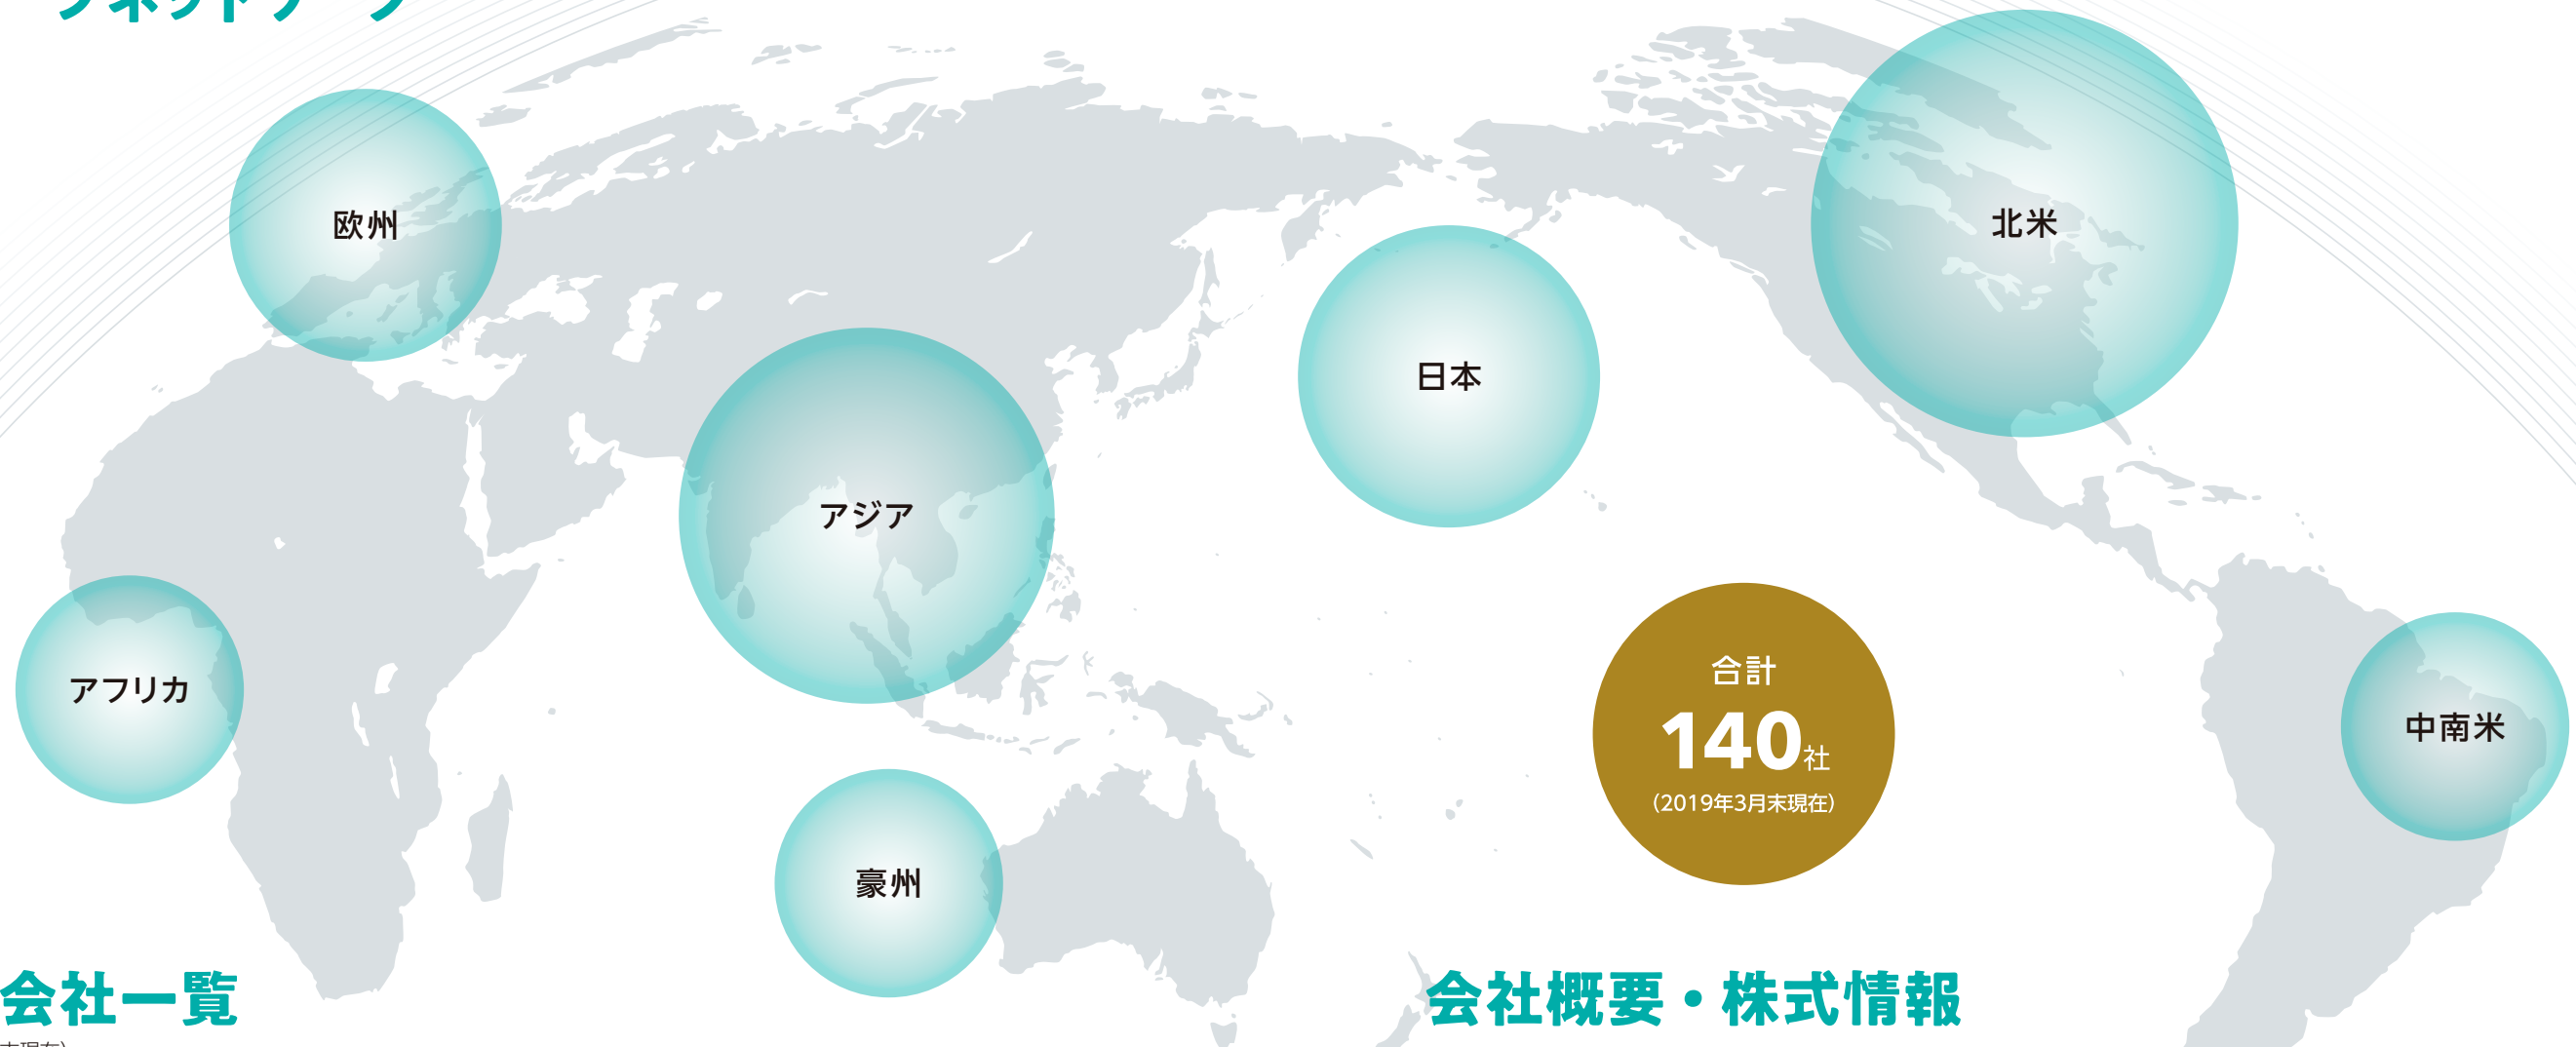 欧州
北米
日本
アジア
アフリカ
合計
140社
（2019年3月末現在）
中南米
豪州
会社一覧
会社概要・株式情報